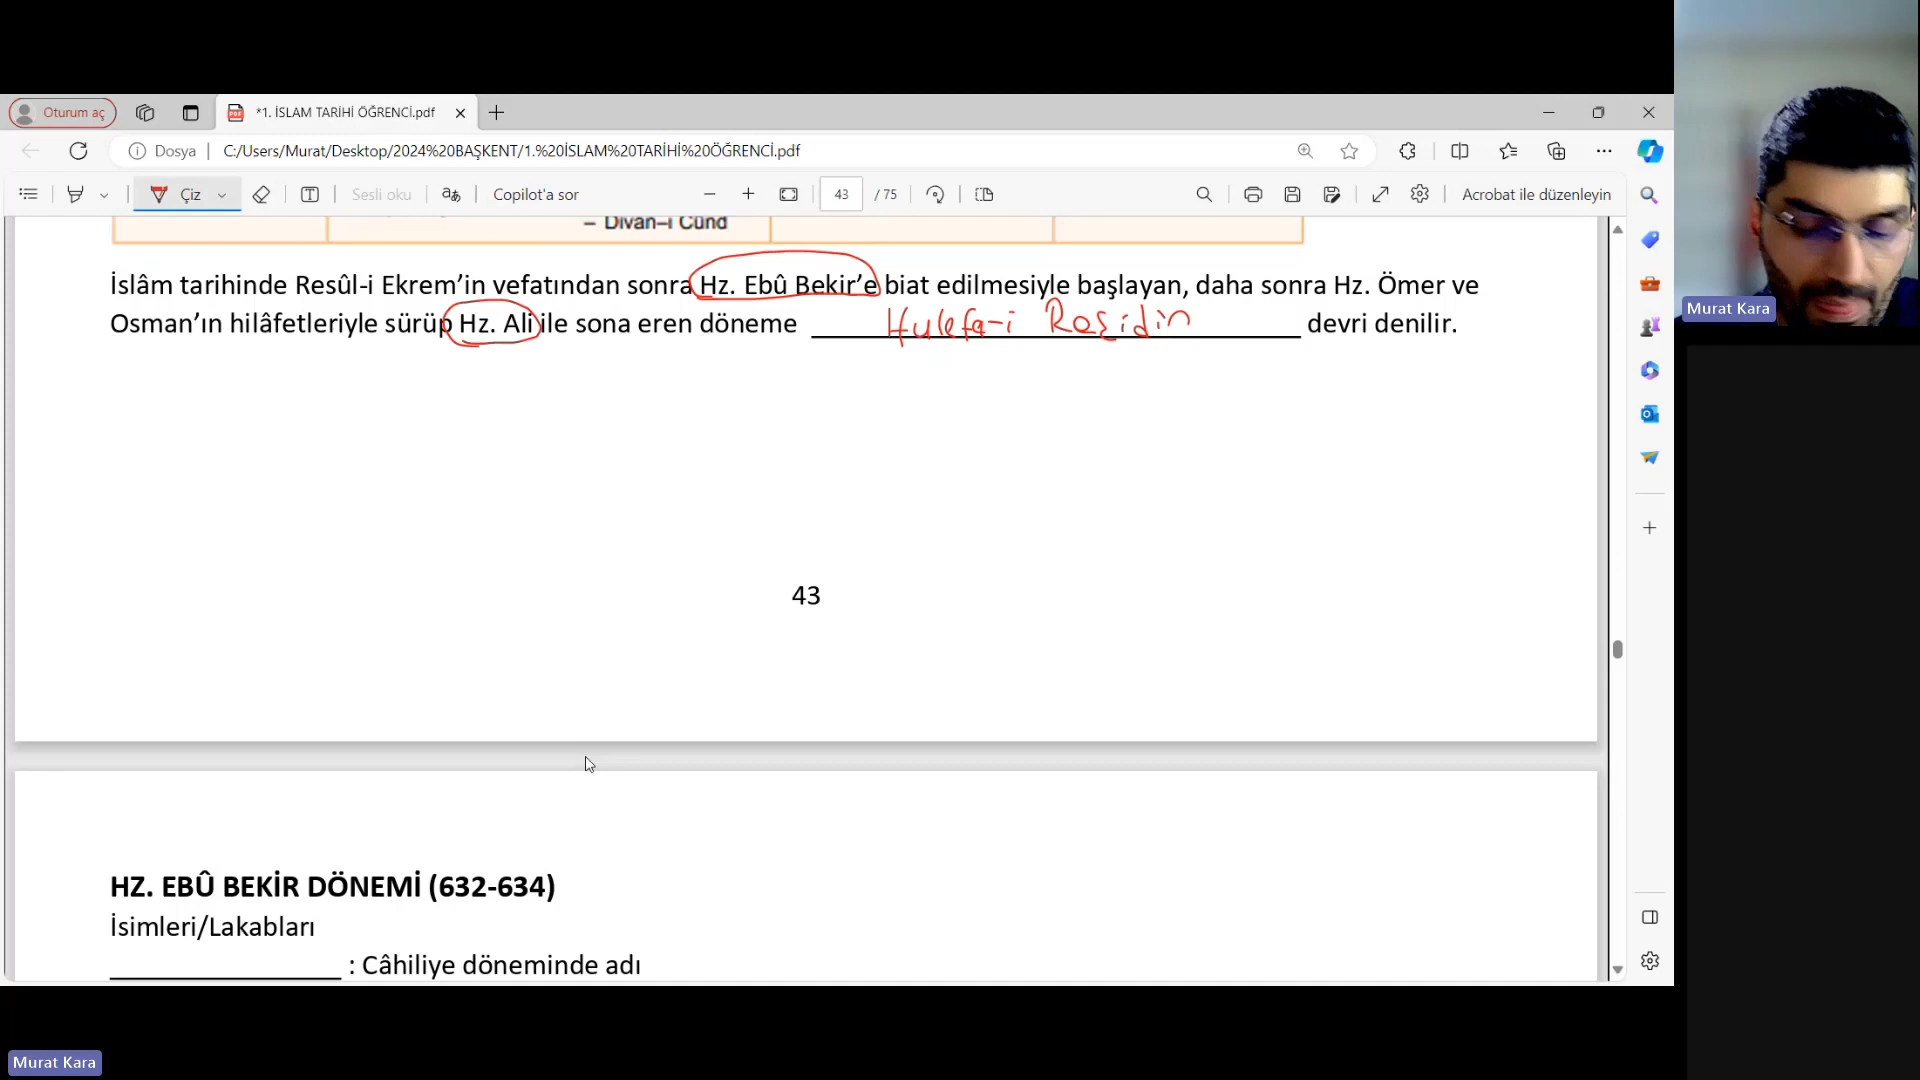 Oturum aç
*1. İSLAM TARİHİ ÖĞRENCİ.pdf
Dosya
C:/Users/Murat/Desktop/2024%20BAŞKENT/1.%20İSLAM%20TARİHİ%20ÖĞRENCİ.pdf
Çiz
Sesli oku
aあ
Copilot'a sor
43 / 75
Acrobat ile düzenleyin
– Divan–ı Cünd
İslâm tarihinde Resûl-i Ekrem’in vefatından sonra Hz. Ebû Bekir’e biat edilmesiyle başlayan, daha sonra Hz. Ömer ve
Osman’ın hilâfetleriyle sürüp Hz. Ali ile sona eren döneme Hulefa-i Raşidin devri denilir.
43
HZ. EBÛ BEKİR DÖNEMİ (632-634)
İsimleri/Lakabları
: Câhiliye döneminde adı
Murat Kara
Murat Kara